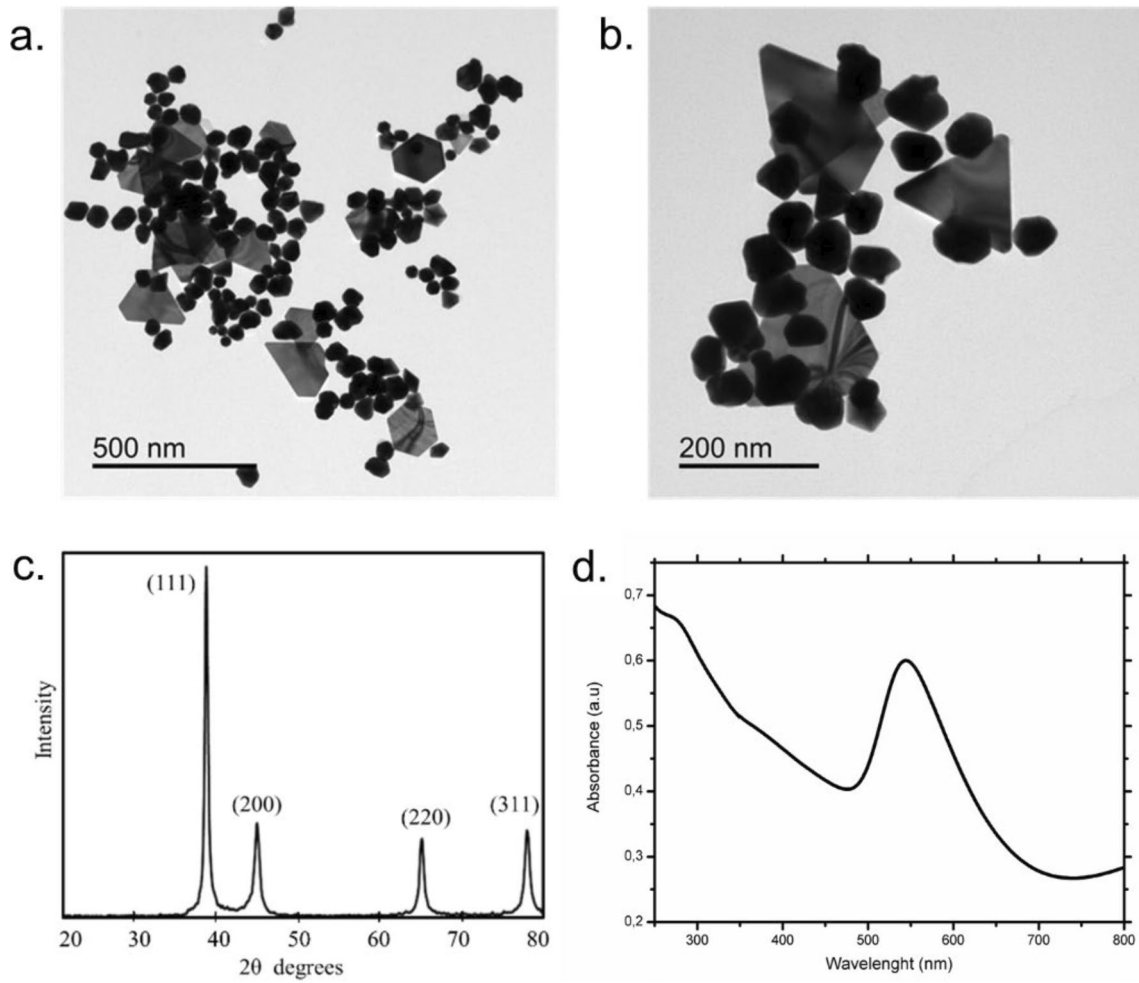 a.
500 nm
b.
200 nm
c.
(111)
(200)
(220)
(311)
Intensity
20 30 40 50 60 70 80
2θ degrees
d.
0,7
0,6
0,5
0,4
0,3
0,2
Absorbance (a.u)
300 400 500 600 700 800
Wavelenght (nm)